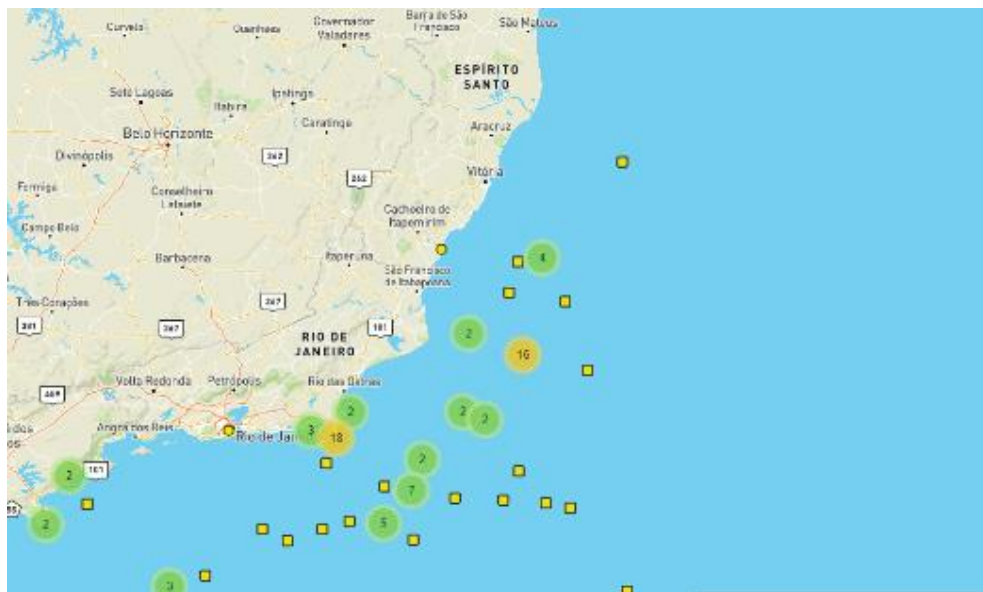 Curvelo
Guanhães
Governador
Valadares
Barra de São
Francisco
São Mateus
ESPÍRITO
SANTO
Sete Lagoas
Ipatinga
Itabira
Caratinga
Aracruz
Belo Horizonte
262
Divinópolis
262
Vitória
Formiga
Conselheiro
Lafaiete
Cachoeiro de
Itapemirim
Campo Belo
Barbacena
Itaperuna
4
São Francisco
de Itabapoana
Três Corações
267
381
267
101
2
RIO DE
JANEIRO
16
Volta Redonda
Petrópolis
Rio das Ostras
2
2
2
Angra dos Reis
Rio de Jan
3
18
2
101
2
7
2
5
3